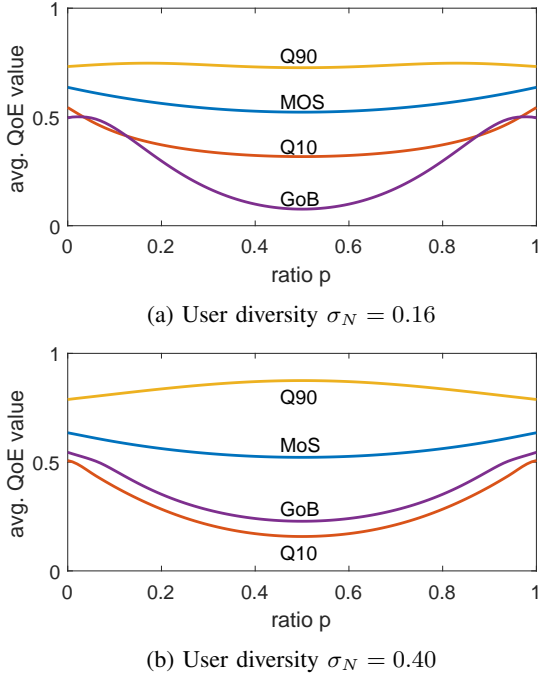 1
Q90
MOS
0.5
Q10
GoB
0
0 0.2 0.4 0.6 0.8 1
avg. QoE value
ratio p
(a) User diversity σ_N = 0.16
1
Q90
MoS
0.5
GoB
Q10
0
0 0.2 0.4 0.6 0.8 1
avg. QoE value
ratio p
(b) User diversity σ_N = 0.40